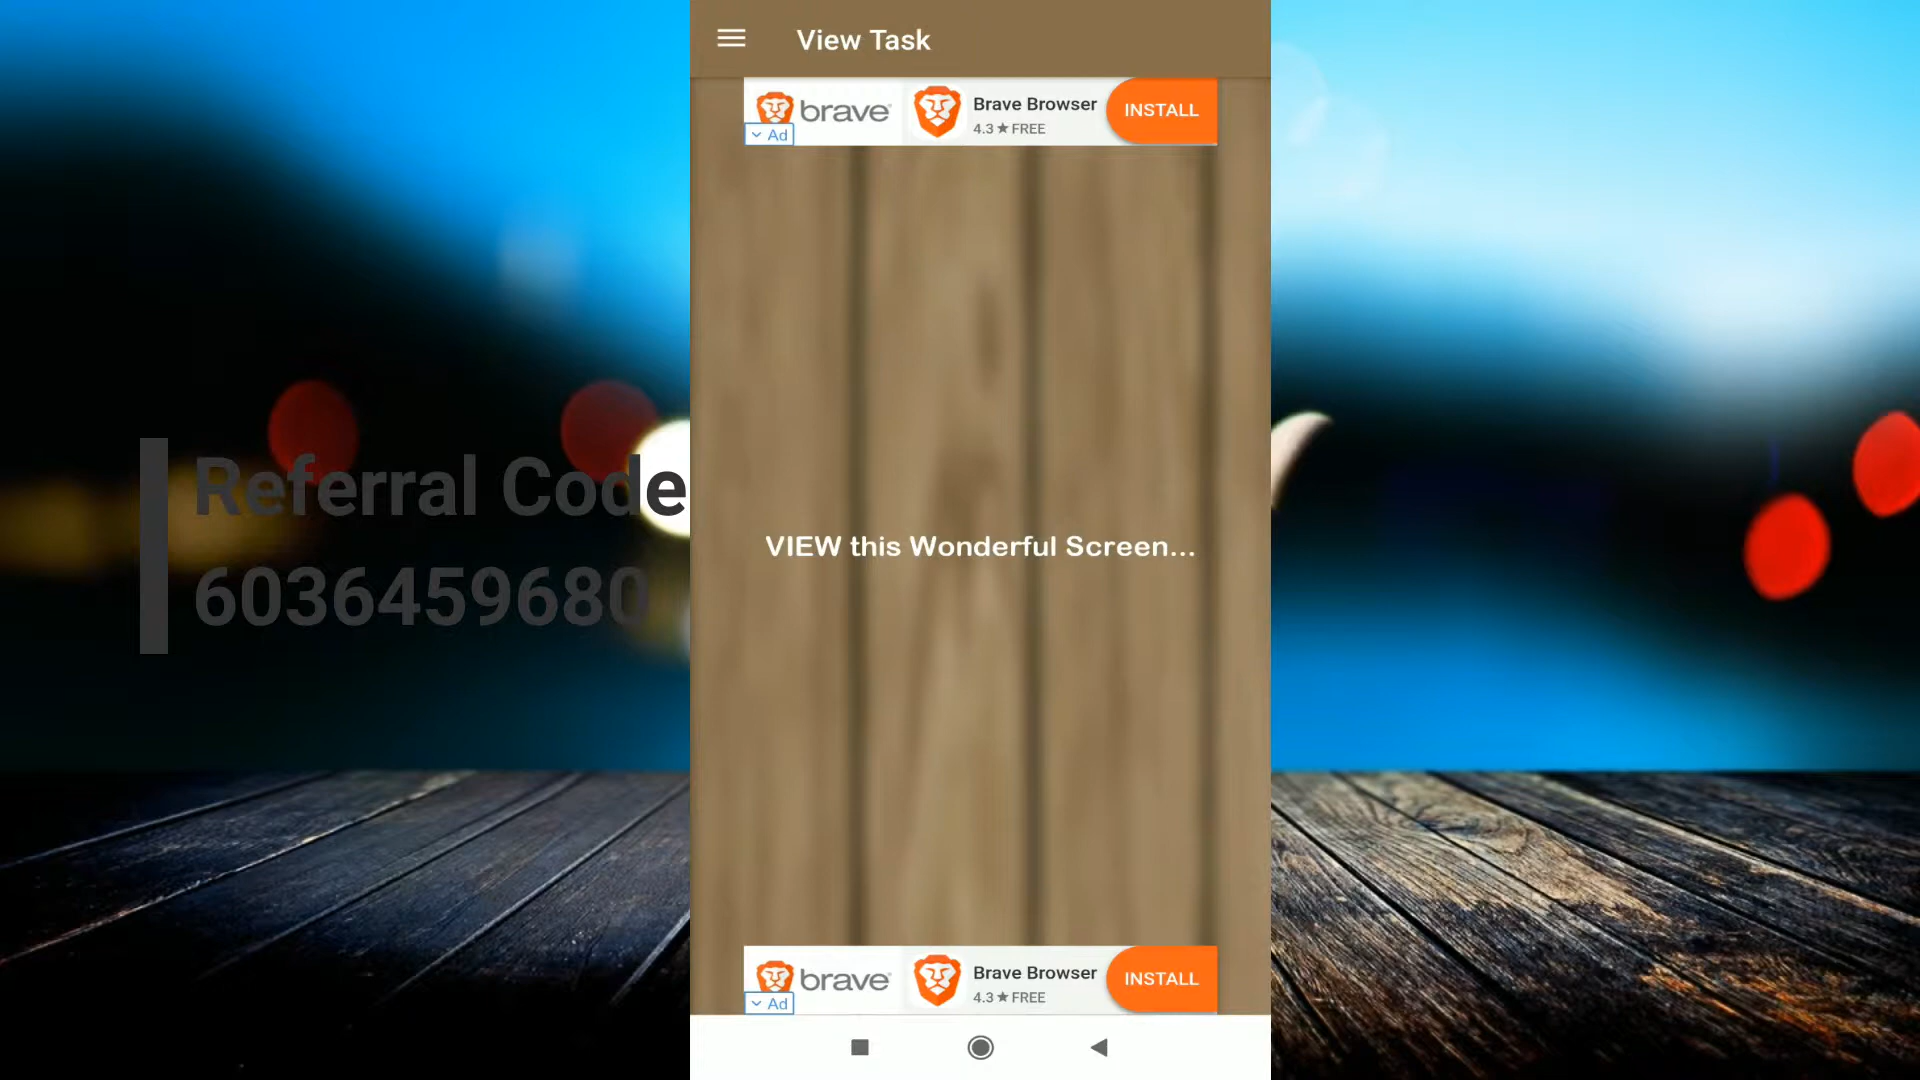 View Task
brave
Brave Browser
4.3 ★ FREE
INSTALL
Ad
Referral Code
6036459680
VIEW this Wonderful Screen...
brave
Brave Browser
4.3 ★ FREE
INSTALL
Ad